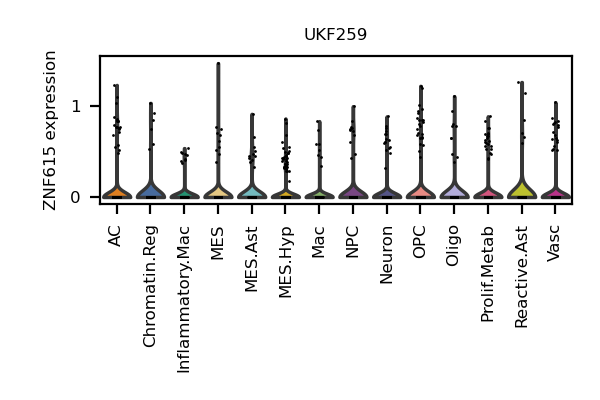 UKF259
ZNF615 expression
1
0
AC
Chromatin.Reg
Inflammatory.Mac
MES
MES.Ast
MES.Hyp
Mac
NPC
Neuron
OPC
Oligo
Prolif.Metab
Reactive.Ast
Vasc